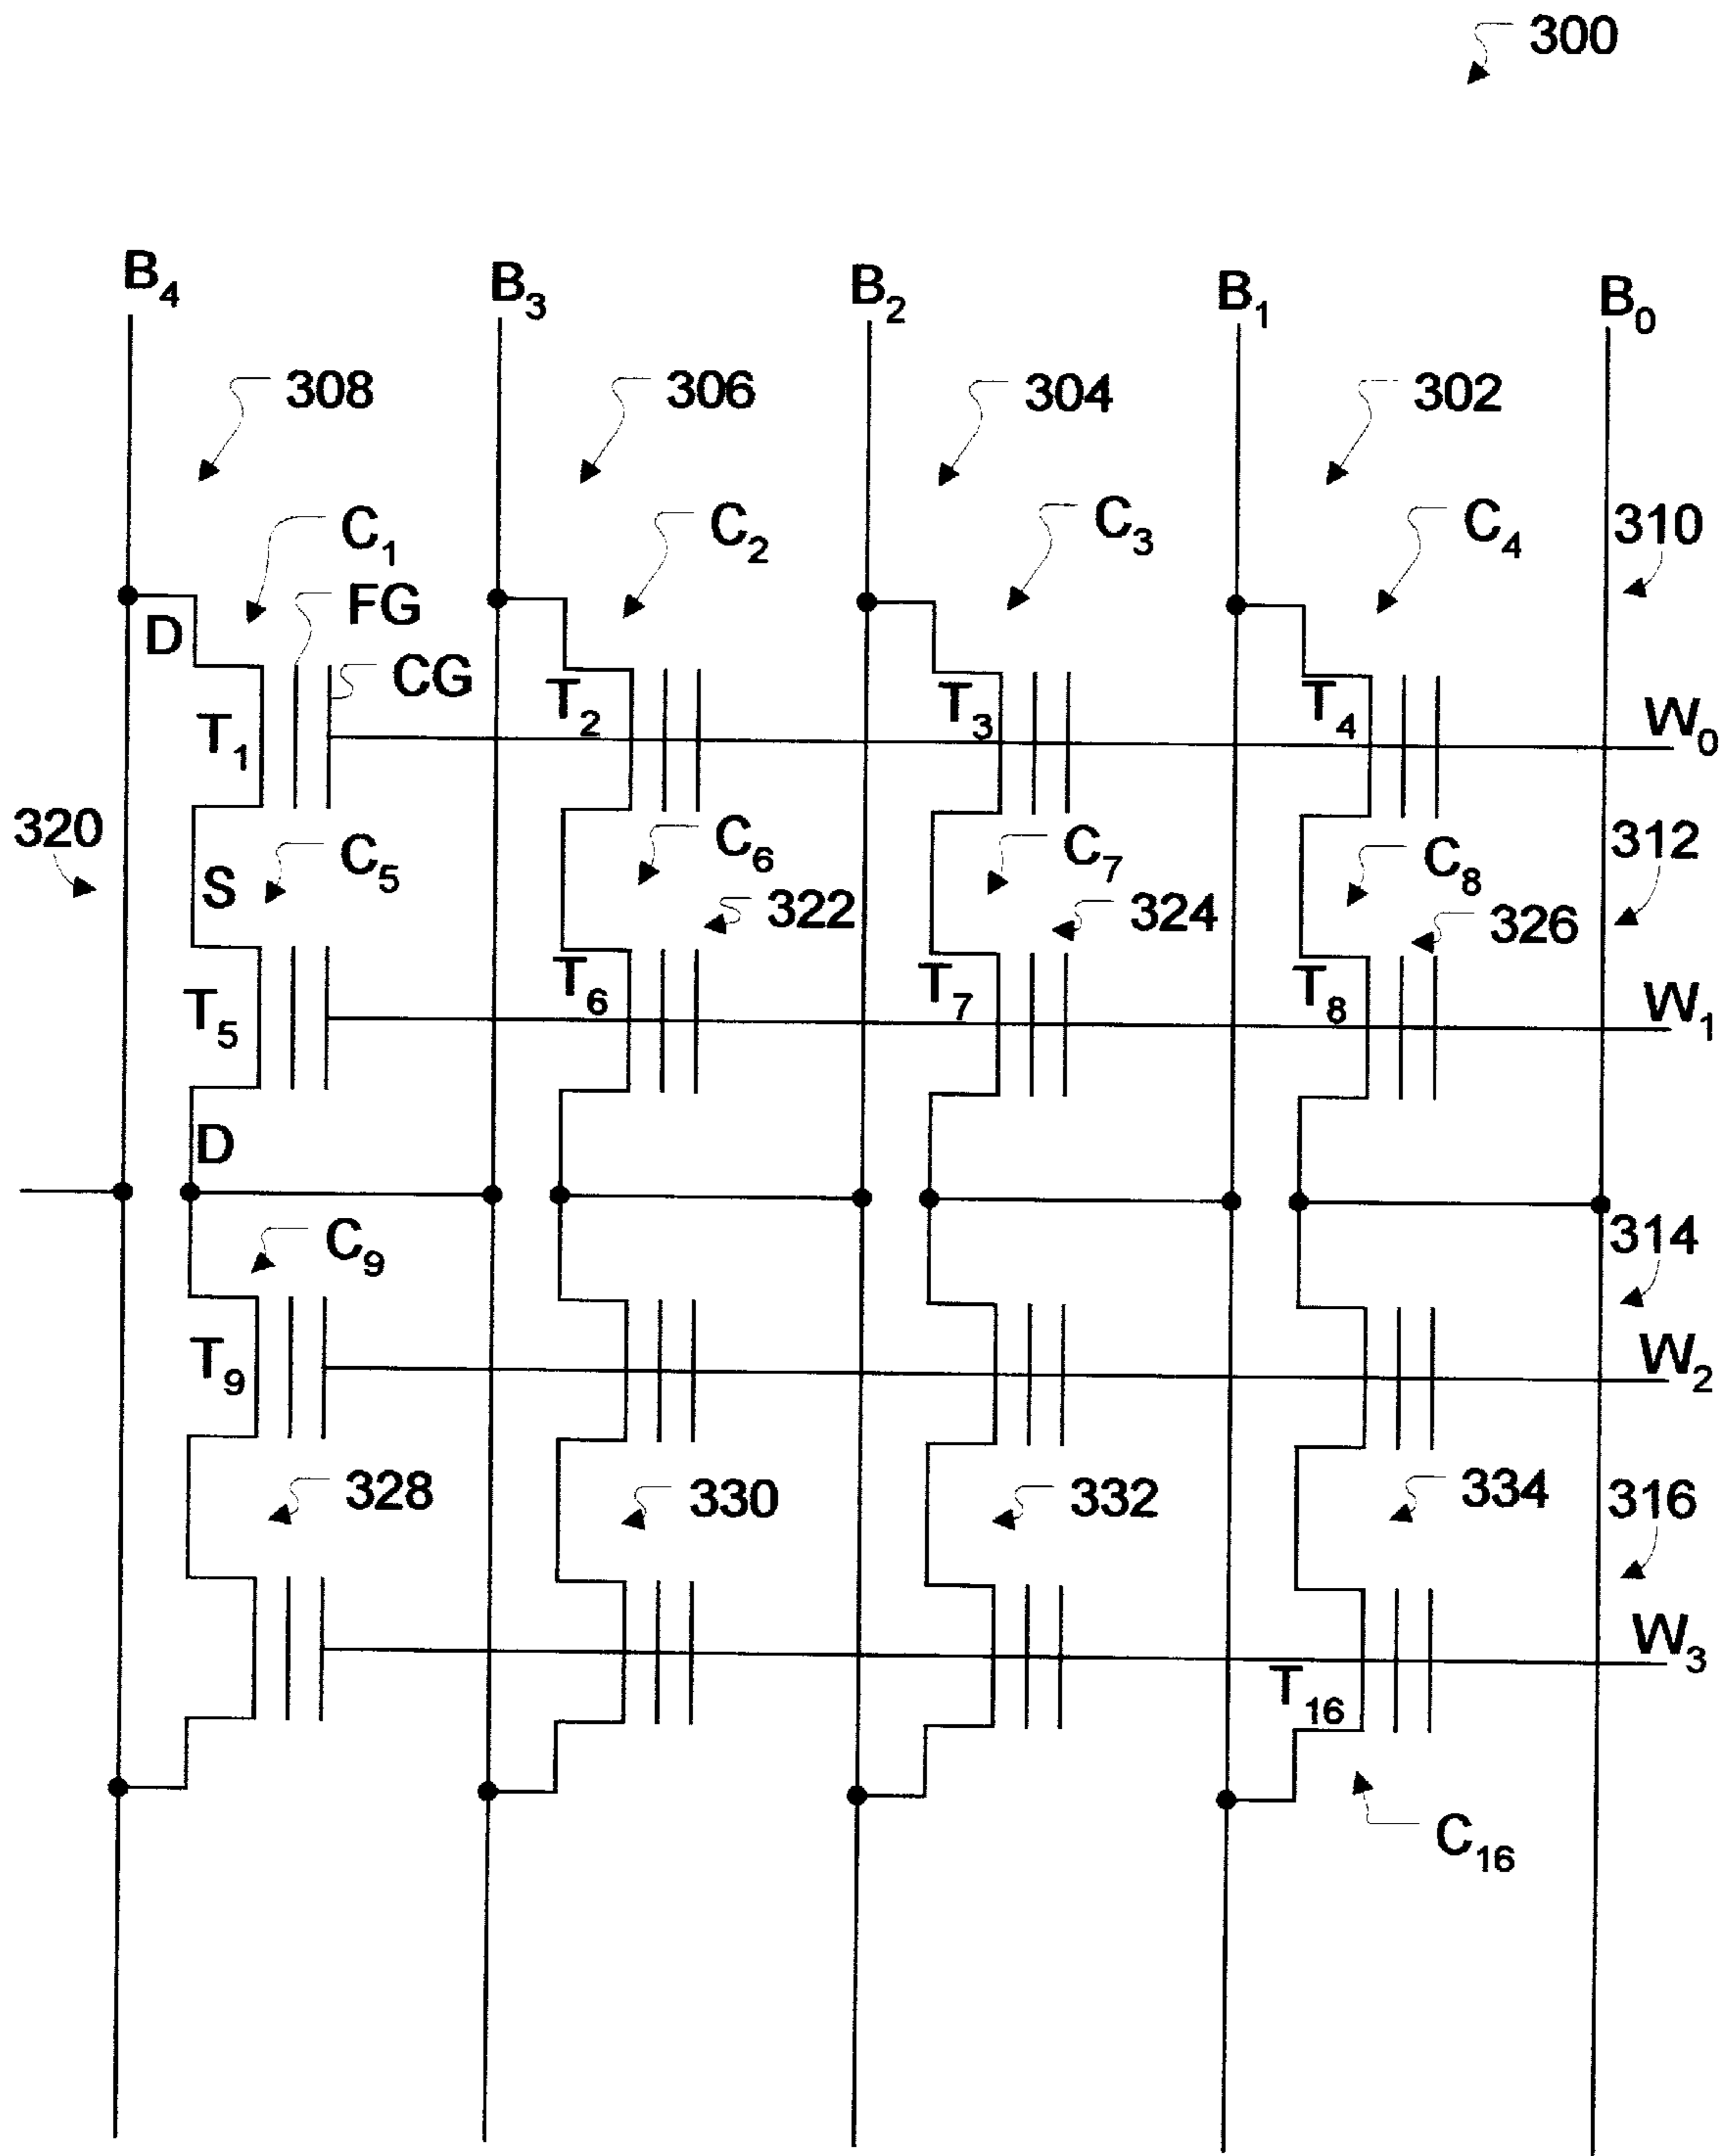 300
B4 B3 B2 B1 B0
308 306 304 302
C1 C2 C3 C4 310
FG
D
CG
T1 T2 T3 T4 W0
320 C5 C6 C7 C8 312
S 322 324 326
T5 T6 T7 T8 W1
D
C9 314
T9 W2
328 330 332 334 316
W3
T16
C16